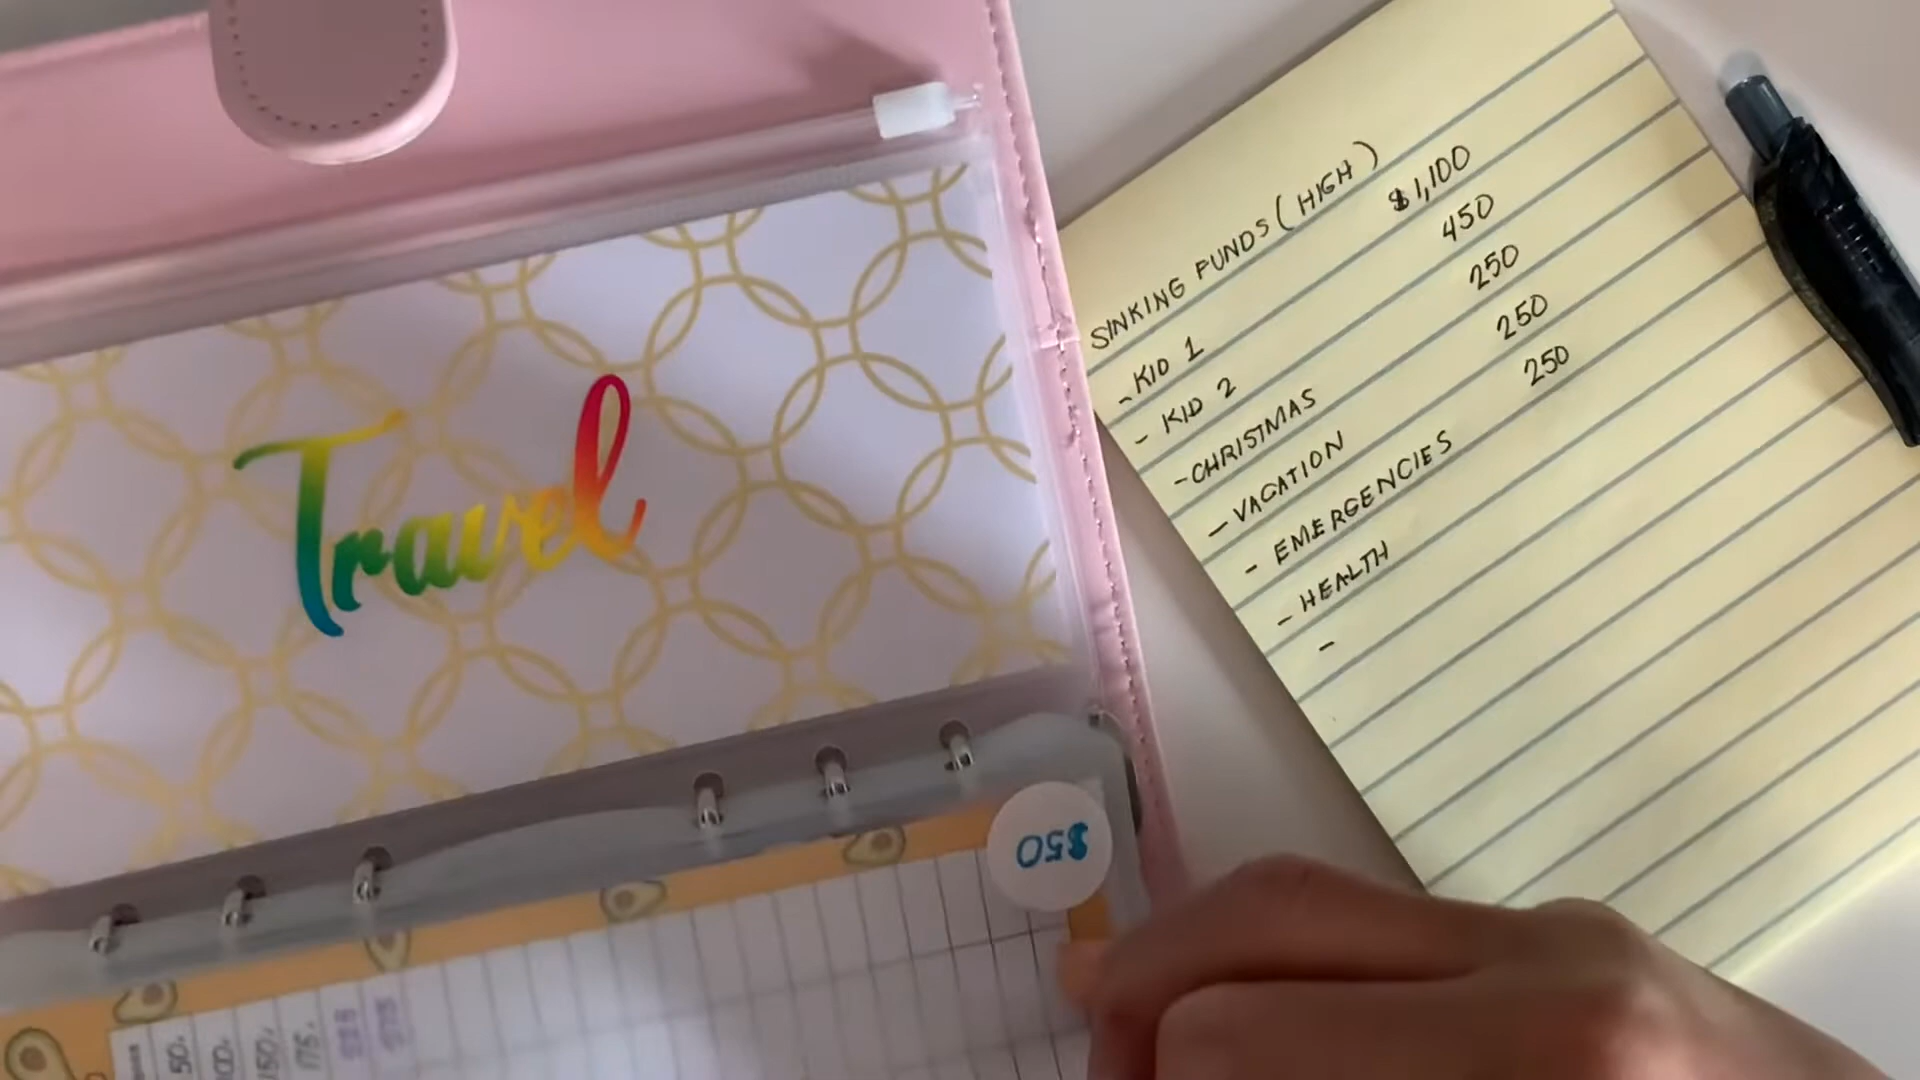 Travel
$50
50.
150.
175.
SINKING FUNDS (HIGH)
- KID 1 $1,100
- KID 2 450
- CHRISTMAS 250
- VACATION 250
- EMERGENCIES 250
- HEALTH
-